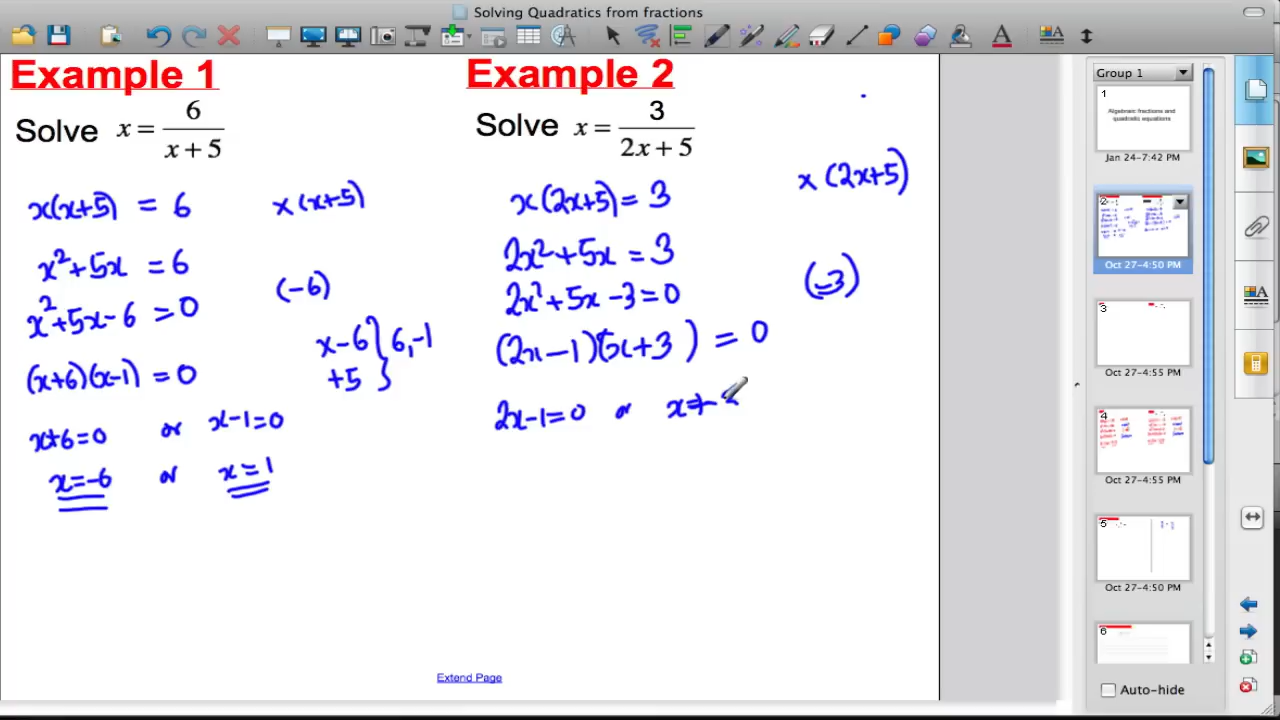 Solving Quadratics from fractions
Example 1
Solve x = 6 / (x + 5)
x(x+5) = 6
x(x+5)
x² + 5x = 6
(-6)
x² + 5x - 6 = 0
x - 6 } 6, -1
+5 }
(x+6)(x-1) = 0
x+6=0 or x-1=0
x=-6 or x=1
Example 2
Solve x = 3 / (2x + 5)
x(2x+5) = 3
x(2x+5)
2x² + 5x = 3
(-3)
2x² + 5x - 3 = 0
(2x - 1)(x + 3) = 0
2x-1=0 or x+
Extend Page
Group 1
1
Algebraic fractions and
quadratic equations
Jan 24-7:42 PM
2
Oct 27-4:50 PM
3
Oct 27-4:55 PM
4
Oct 27-4:55 PM
5
Oct 27-4:50 PM
6
Auto-hide